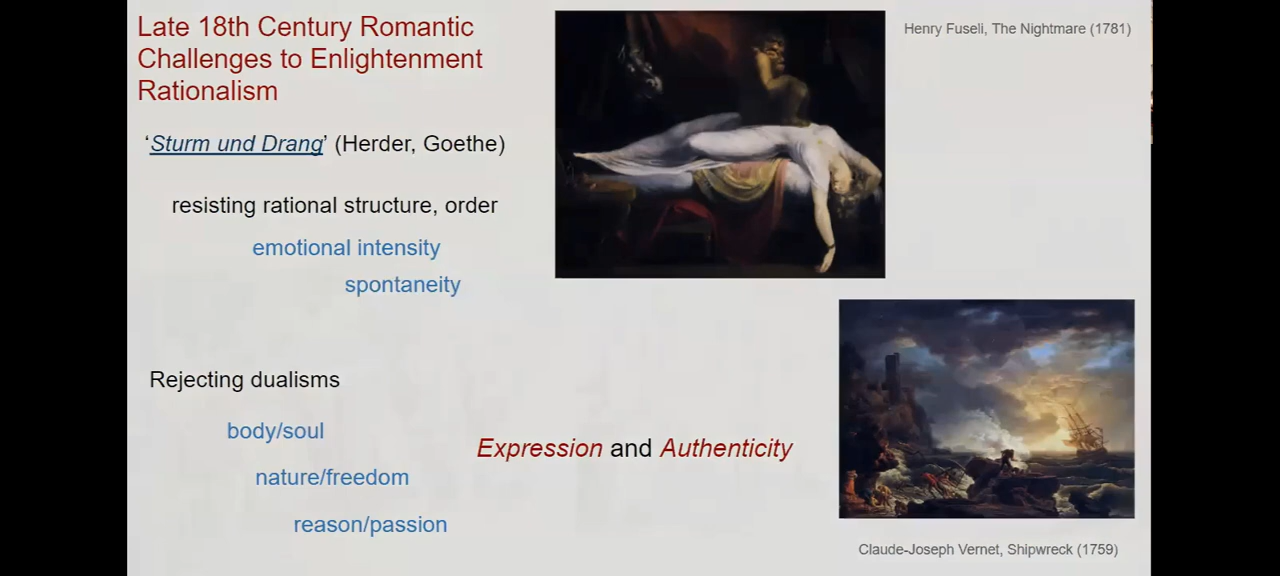 Late 18th Century Romantic
Challenges to Enlightenment
Rationalism
Henry Fuseli, The Nightmare (1781)
‘Sturm und Drang’ (Herder, Goethe)
resisting rational structure, order
emotional intensity
spontaneity
Rejecting dualisms
body/soul
nature/freedom
reason/passion
Expression and Authenticity
Claude-Joseph Vernet, Shipwreck (1759)